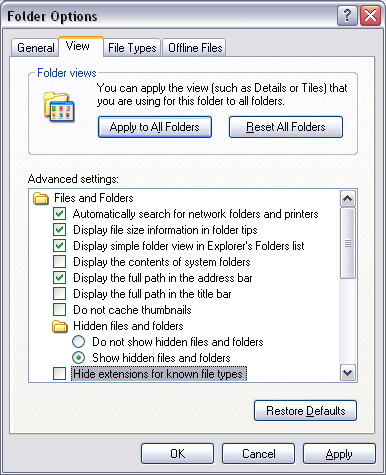 Folder Options
General
View
File Types
Offline Files
Folder views
You can apply the view (such as Details or Tiles) that
you are using for this folder to all folders.
Apply to All Folders
Reset All Folders
Advanced settings:
Files and Folders
Automatically search for network folders and printers
Display file size information in folder tips
Display simple folder view in Explorer's Folders list
Display the contents of system folders
Display the full path in the address bar
Display the full path in the title bar
Do not cache thumbnails
Hidden files and folders
Do not show hidden files and folders
Show hidden files and folders
Hide extensions for known file types
Restore Defaults
OK
Cancel
Apply